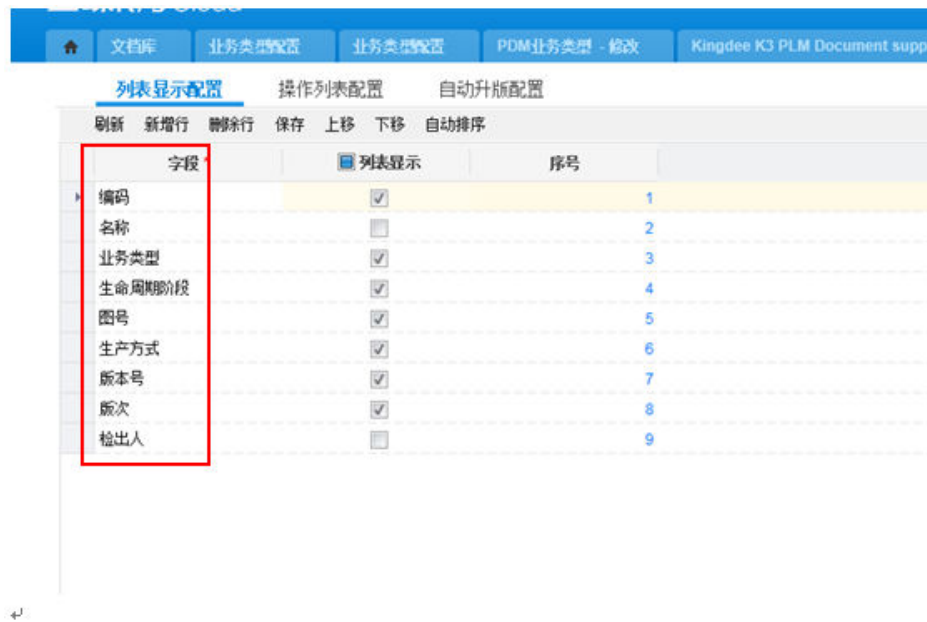 Cloud
文档库 业务类型配置 业务类型配置 PDM业务类型 - 修改 Kingdee K3 PLM Document supp
列表显示配置 操作列表配置 自动升版配置
刷新 新增行 删除行 保存 上移 下移 自动排序
字段 * 列表显示 序号
编码 1
名称 2
业务类型 3
生命周期阶段 4
图号 5
生产方式 6
版本号 7
版次 8
检出人 9